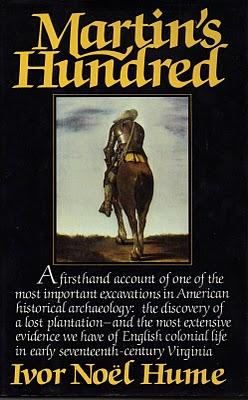 Martin's
Hundred
A firsthand account of one of the
most important excavations in American
historical archaeology: the discovery of
a lost plantation—and the most extensive
evidence we have of English colonial life
in early seventeenth-century Virginia
Ivor Noël Hume